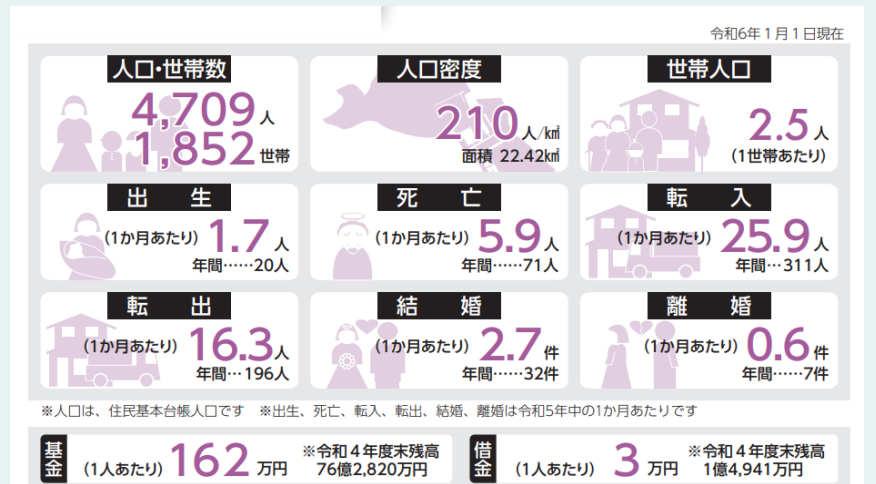 令和6年1月1日現在
人口・世帯数
4,709人
1,852世帯
人口密度
210人/㎢
面積 22.42㎢
世帯人口
2.5人
(1世帯あたり)
出 生
(1か月あたり) 1.7人
年間……20人
死 亡
(1か月あたり) 5.9人
年間……71人
転 入
(1か月あたり) 25.9人
年間…311人
転 出
(1か月あたり) 16.3人
年間…196人
結 婚
(1か月あたり) 2.7件
年間……32件
離 婚
(1か月あたり) 0.6件
年間……7件
※人口は、住民基本台帳人口です ※出生、死亡、転入、転出、結婚、離婚は令和5年中の1か月あたりです
基金
(1人あたり) 162万円
※令和4年度末残高
76億2,820万円
借金
(1人あたり) 3万円
※令和4年度末残高
1億4,941万円